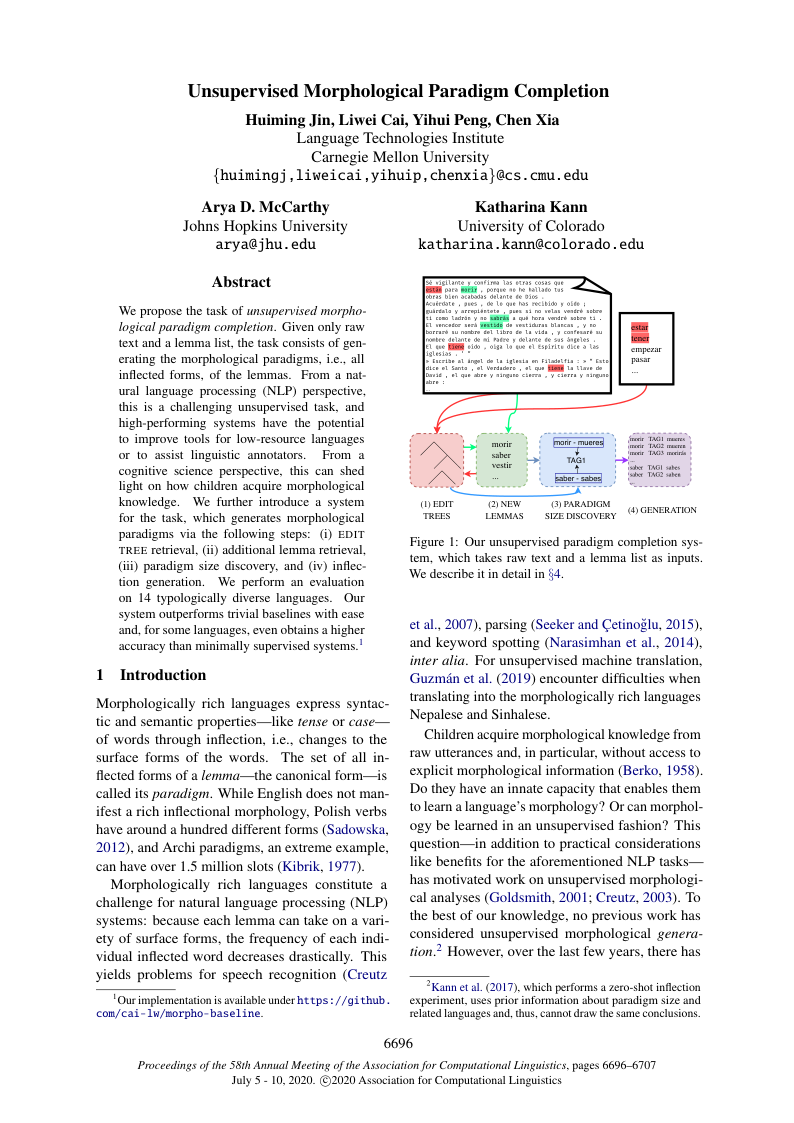 Unsupervised Morphological Paradigm Completion
Huiming Jin, Liwei Cai, Yihui Peng, Chen Xia
Language Technologies Institute
Carnegie Mellon University
{huimingj,liweicai,yihuip,chenxia}@cs.cmu.edu
Arya D. McCarthy
Johns Hopkins University
arya@jhu.edu
Katharina Kann
University of Colorado
katharina.kann@colorado.edu
Abstract
We propose the task of unsupervised morpho-
logical paradigm completion. Given only raw
text and a lemma list, the task consists of gen-
erating the morphological paradigms, i.e., all
inflected forms, of the lemmas. From a nat-
ural language processing (NLP) perspective,
this is a challenging unsupervised task, and
high-performing systems have the potential
to improve tools for low-resource languages
or to assist linguistic annotators. From a
cognitive science perspective, this can shed
light on how children acquire morphological
knowledge. We further introduce a system
for the task, which generates morphological
paradigms via the following steps: (i) EDIT
TREE retrieval, (ii) additional lemma retrieval,
(iii) paradigm size discovery, and (iv) inflec-
tion generation. We perform an evaluation
on 14 typologically diverse languages. Our
system outperforms trivial baselines with ease
and, for some languages, even obtains a higher
accuracy than minimally supervised systems.1
1 Introduction
Morphologically rich languages express syntac-
tic and semantic properties—like tense or case—
of words through inflection, i.e., changes to the
surface forms of the words. The set of all in-
flected forms of a lemma—the canonical form—is
called its paradigm. While English does not man-
ifest a rich inflectional morphology, Polish verbs
have around a hundred different forms (Sadowska,
2012), and Archi paradigms, an extreme example,
can have over 1.5 million slots (Kibrik, 1977).
Morphologically rich languages constitute a
challenge for natural language processing (NLP)
systems: because each lemma can take on a vari-
ety of surface forms, the frequency of each indi-
vidual inflected word decreases drastically. This
yields problems for speech recognition (Creutz
1Our implementation is available under https://github.
com/cai-lw/morpho-baseline.
Sé vigilante y confirma las otras cosas que
estan para morir , porque no he hallado tus
obras bien acabadas delante de Dios .
Acuérdate , pues , de lo que has recibido y oído ;
guárdalo y arrepiéntete , pues si no velas vendré sobre
ti como ladrón y no sabrás a qué hora vendré sobre ti .
El vencedor será vestido de vestiduras blancas , y no
borraré su nombre del libro de la vida , y confesaré su
nombre delante de mi Padre y delante de sus ángeles .
El que tiene oído , oiga lo que el Espíritu dice a las
iglesias . ' "
» Escribe al ángel de la iglesia en Filadelfia : » " Esto
dice el Santo , el Verdadero , el que tiene la llave de
David , el que abre y ninguno cierra , y cierra y ninguno
abre :
...
estar
tener
empezar
pasar
...
morir
saber
vestir
...
morir - mueres
TAG1
saber - sabes
morir TAG1 mueres
morir TAG2 mueren
morir TAG3 morirás
...
saber TAG1 sabes
saber TAG2 saben
(1) EDIT
TREES
(2) NEW
LEMMAS
(3) PARADIGM
SIZE DISCOVERY
(4) GENERATION
Figure 1: Our unsupervised paradigm completion sys-
tem, which takes raw text and a lemma list as inputs.
We describe it in detail in §4.
et al., 2007), parsing (Seeker and Çetinoğlu, 2015),
and keyword spotting (Narasimhan et al., 2014),
inter alia. For unsupervised machine translation,
Guzmán et al. (2019) encounter difficulties when
translating into the morphologically rich languages
Nepalese and Sinhalese.
Children acquire morphological knowledge from
raw utterances and, in particular, without access to
explicit morphological information (Berko, 1958).
Do they have an innate capacity that enables them
to learn a language's morphology? Or can morphol-
ogy be learned in an unsupervised fashion? This
question—in addition to practical considerations
like benefits for the aforementioned NLP tasks—
has motivated work on unsupervised morphologi-
cal analyses (Goldsmith, 2001; Creutz, 2003). To
the best of our knowledge, no previous work has
considered unsupervised morphological genera-
tion.2 However, over the last few years, there has
2Kann et al. (2017), which performs a zero-shot inflection
experiment, uses prior information about paradigm size and
related languages and, thus, cannot draw the same conclusions.
6696
Proceedings of the 58th Annual Meeting of the Association for Computational Linguistics, pages 6696–6707
July 5 - 10, 2020. ©2020 Association for Computational Linguistics